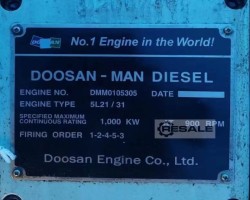 DOOSAN No.1 Engine in the World!
DOOSAN - MAN DIESEL
ENGINE NO. DMM0105305 DATE
ENGINE TYPE 5L21 / 31
SPECIFIED MAXIMUM CONTINUOUS RATING 1,000 KW 900 RPM
RESALE
FIRING ORDER 1-2-4-5-3
Doosan Engine Co., Ltd.